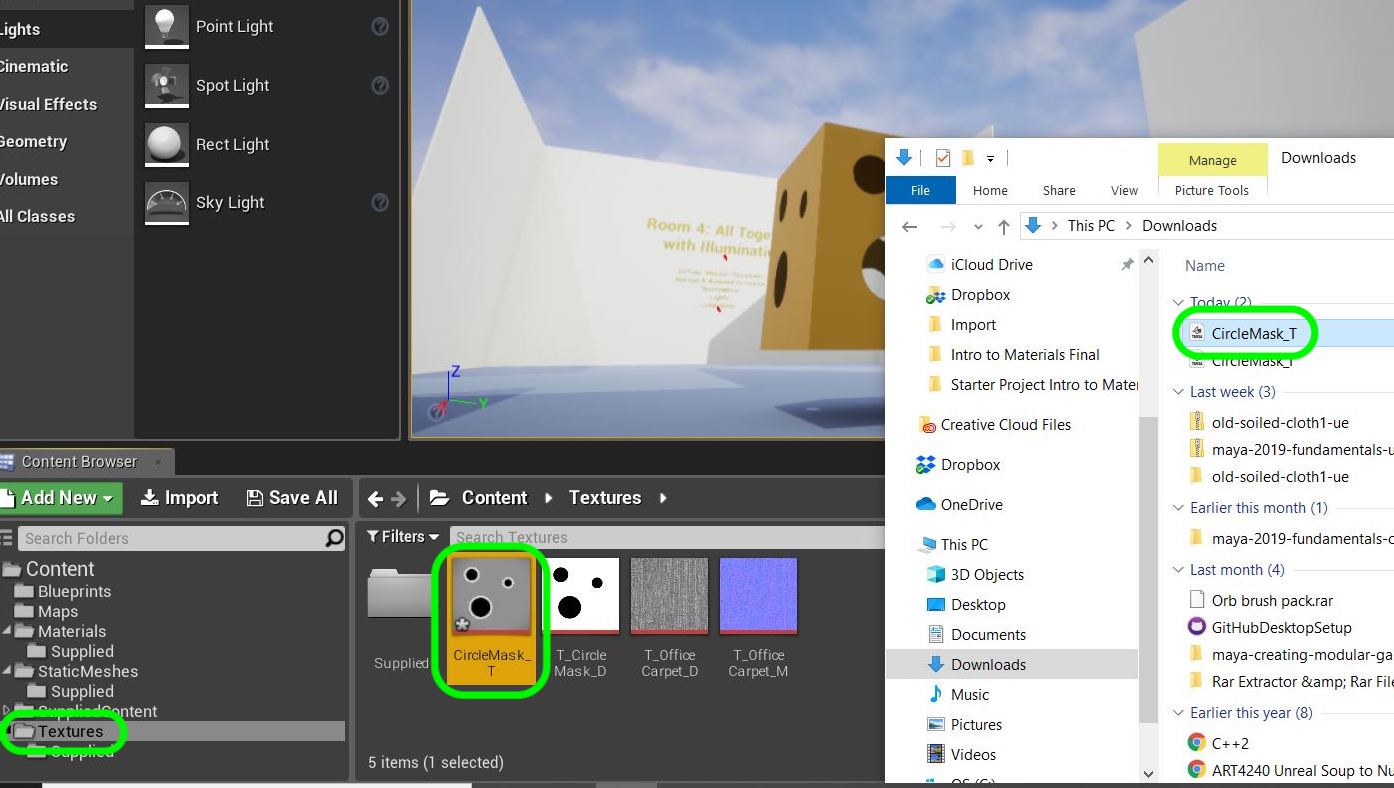 Lights
Cinematic
Visual Effects
Geometry
Volumes
All Classes
Point Light
Spot Light
Rect Light
Sky Light
Room 4: All Toge
with Illuminati
Z
Y
Content Browser
Add New
Import
Save All
Search Folders
Content
Blueprints
Maps
Materials
Supplied
StaticMeshes
Supplied
SuppliedContent
Textures
Supplied
Content
Textures
Filters
Search Textures
Supplied
CircleMask_
T
T_Circle
Mask_D
T_Office
Carpet_D
T_Office
Carpet_M
5 items (1 selected)
Manage
Downloads
File
Home
Share
View
Picture Tools
This PC
Downloads
iCloud Drive
Dropbox
Import
Intro to Materials Final
Starter Project Intro to Mater
Creative Cloud Files
Dropbox
OneDrive
This PC
3D Objects
Desktop
Documents
Downloads
Music
Pictures
Videos
OS (C:)
Name
Today (2)
CircleMask_T
CircleMask_T
Last week (3)
old-soiled-cloth1-ue
maya-2019-fundamentals-u
old-soiled-cloth1-ue
Earlier this month (1)
maya-2019-fundamentals-o
Last month (4)
Orb brush pack.rar
GitHubDesktopSetup
maya-creating-modular-ga
Rar Extractor &amp; Rar File
Earlier this year (8)
C++2
ART4240 Unreal Soup to Nu